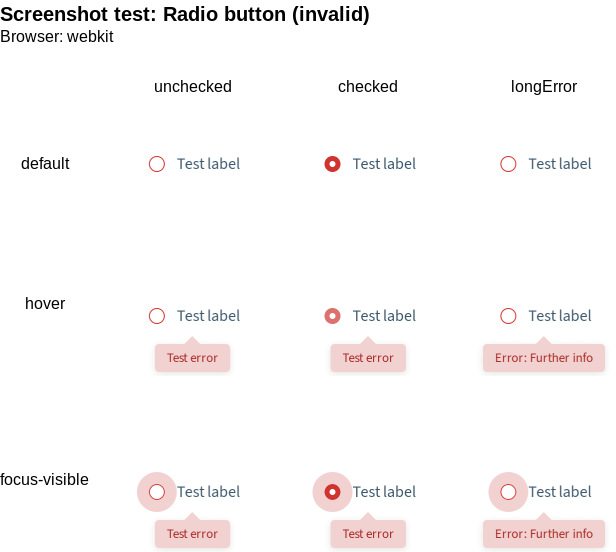 Screenshot test: Radio button (invalid)
Browser: webkit
unchecked checked longError
default Test label Test label Test label
hover Test label Test label Test label
Test error Test error Error: Further info
focus-visible Test label Test label Test label
Test error Test error Error: Further info